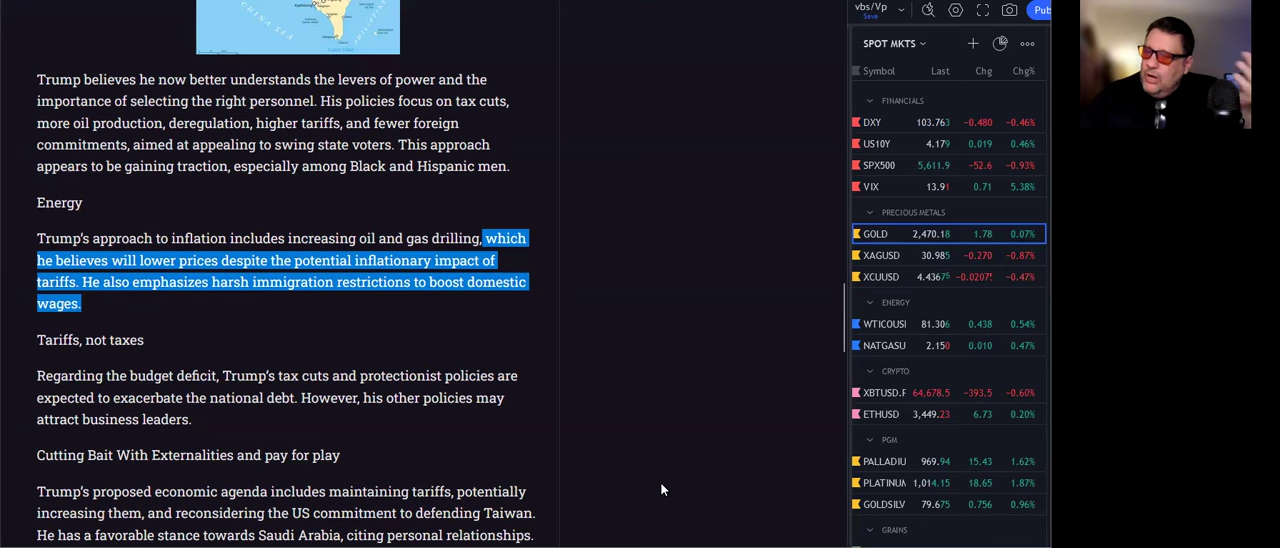 CHINA SEA
Trump believes he now better understands the levers of power and the
importance of selecting the right personnel. His policies focus on tax cuts,
more oil production, deregulation, higher tariffs, and fewer foreign
commitments, aimed at appealing to swing state voters. This approach
appears to be gaining traction, especially among Black and Hispanic men.
Energy
Trump’s approach to inflation includes increasing oil and gas drilling, which
he believes will lower prices despite the potential inflationary impact of
tariffs. He also emphasizes harsh immigration restrictions to boost domestic
wages.
Tariffs, not taxes
Regarding the budget deficit, Trump’s tax cuts and protectionist policies are
expected to exacerbate the national debt. However, his other policies may
attract business leaders.
Cutting Bait With Externalities and pay for play
Trump’s proposed economic agenda includes maintaining tariffs, potentially
increasing them, and reconsidering the US commitment to defending Taiwan.
He has a favorable stance towards Saudi Arabia, citing personal relationships.
vbs/Vp
Save
Pub
SPOT MKTS
Symbol Last Chg Chg%
FINANCIALS
DXY 103.763 −0.480 −0.46%
US10Y 4.179 0.019 0.46%
SPX500 5,611.9 −52.6 −0.93%
VIX 13.91 0.71 5.38%
PRECIOUS METALS
GOLD 2,470.18 1.78 0.07%
XAGUSD 30.985 −0.270 −0.87%
XCUUSD 4.43675 −0.02075 −0.47%
ENERGY
WTICOUSI 81.306 0.438 0.54%
NATGASU 2.150 0.010 0.47%
CRYPTO
XBTUSD.F 64,678.5 −393.5 −0.60%
ETHUSD 3,449.23 6.73 0.20%
PGM
PALLADIU 969.94 15.43 1.62%
PLATINUM 1,014.15 18.65 1.87%
GOLDSILV 79.675 0.756 0.96%
GRAINS